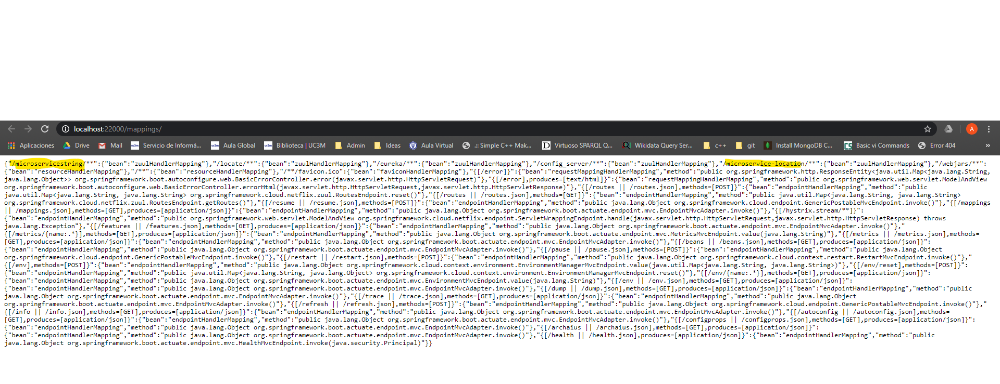 localhost:22000/mappings/
A
Aplicaciones Drive Mail Servicio de Informá... Aula Global Biblioteca | UC3M Admin Ideas Aula Virtual .:: Simple C++ Mak... Virtuoso SPARQL Q... Wikidata Query Ser... c++ git Install MongoDB C... Basic vi Commands Error 404 »
{"/microservicestring/**":{"bean":"zuulHandlerMapping"},"/locate/**":{"bean":"zuulHandlerMapping"},"/eureka/**":{"bean":"zuulHandlerMapping"},"/config_server/**":{"bean":"zuulHandlerMapping"},"/microservice-location/**":{"bean":"zuulHandlerMapping"},"/webjars/**":
{"bean":"resourceHandlerMapping"},"/**":{"bean":"resourceHandlerMapping"},"/**/favicon.ico":{"bean":"faviconHandlerMapping"},"{[/error]}":{"bean":"requestMappingHandlerMapping","method":"public org.springframework.http.ResponseEntity<java.util.Map<java.lang.String,
java.lang.Object>> org.springframework.boot.autoconfigure.web.BasicErrorController.error(javax.servlet.http.HttpServletRequest)"},"{[/error],produces=[text/html]}":{"bean":"requestMappingHandlerMapping","method":"public org.springframework.web.servlet.ModelAndView
org.springframework.boot.autoconfigure.web.BasicErrorController.errorHtml(javax.servlet.http.HttpServletRequest,javax.servlet.http.HttpServletResponse)"},"{[/routes || /routes.json],methods=[POST]}":{"bean":"endpointHandlerMapping","method":"public
java.util.Map<java.lang.String, java.lang.String> org.springframework.cloud.netflix.zuul.RoutesEndpoint.reset()"},"{[/routes || /routes.json],methods=[GET]}":{"bean":"endpointHandlerMapping","method":"public java.util.Map<java.lang.String, java.lang.String>
org.springframework.cloud.netflix.zuul.RoutesEndpoint.getRoutes()"},"{[/resume || /resume.json],methods=[POST]}":{"bean":"endpointHandlerMapping","method":"public java.lang.Object org.springframework.cloud.endpoint.GenericPostableMvcEndpoint.invoke()"},"{[/mappings
|| /mappings.json],methods=[GET],produces=[application/json]}":{"bean":"endpointHandlerMapping","method":"public java.lang.Object org.springframework.boot.actuate.endpoint.mvc.EndpointMvcAdapter.invoke()"},"{[/hystrix.stream/**]}":
{"bean":"endpointHandlerMapping","method":"public org.springframework.web.servlet.ModelAndView org.springframework.cloud.netflix.endpoint.ServletWrappingEndpoint.handle(javax.servlet.http.HttpServletRequest,javax.servlet.http.HttpServletResponse) throws
java.lang.Exception"},"{[/features || /features.json],methods=[GET],produces=[application/json]}":{"bean":"endpointHandlerMapping","method":"public java.lang.Object org.springframework.boot.actuate.endpoint.mvc.EndpointMvcAdapter.invoke()"},"
{[/metrics/{name:.*}],methods=[GET],produces=[application/json]}":{"bean":"endpointHandlerMapping","method":"public java.lang.Object org.springframework.boot.actuate.endpoint.mvc.MetricsMvcEndpoint.value(java.lang.String)"},"{[/metrics || /metrics.json],methods=
[GET],produces=[application/json]}":{"bean":"endpointHandlerMapping","method":"public java.lang.Object org.springframework.boot.actuate.endpoint.mvc.EndpointMvcAdapter.invoke()"},"{[/beans || /beans.json],methods=[GET],produces=[application/json]}":
{"bean":"endpointHandlerMapping","method":"public java.lang.Object org.springframework.boot.actuate.endpoint.mvc.EndpointMvcAdapter.invoke()"},"{[/pause || /pause.json],methods=[POST]}":{"bean":"endpointHandlerMapping","method":"public java.lang.Object
org.springframework.cloud.endpoint.GenericPostableMvcEndpoint.invoke()"},"{[/restart || /restart.json],methods=[POST]}":{"bean":"endpointHandlerMapping","method":"public java.lang.Object org.springframework.cloud.context.restart.RestartMvcEndpoint.invoke()"},"
{[/env],methods=[POST]}":{"bean":"endpointHandlerMapping","method":"public java.lang.Object org.springframework.cloud.context.environment.EnvironmentManagerMvcEndpoint.value(java.util.Map<java.lang.String, java.lang.String>)"},"{[/env/reset],methods=[POST]}":
{"bean":"endpointHandlerMapping","method":"public java.util.Map<java.lang.String, java.lang.Object> org.springframework.cloud.context.environment.EnvironmentManagerMvcEndpoint.reset()"},"{[/env/{name:.*}],methods=[GET],produces=[application/json]}":
{"bean":"endpointHandlerMapping","method":"public java.lang.Object org.springframework.boot.actuate.endpoint.mvc.EnvironmentMvcEndpoint.value(java.lang.String)"},"{[/env || /env.json],methods=[GET],produces=[application/json]}":
{"bean":"endpointHandlerMapping","method":"public java.lang.Object org.springframework.boot.actuate.endpoint.mvc.EndpointMvcAdapter.invoke()"},"{[/dump || /dump.json],methods=[GET],produces=[application/json]}":{"bean":"endpointHandlerMapping","method":"public
java.lang.Object org.springframework.boot.actuate.endpoint.mvc.EndpointMvcAdapter.invoke()"},"{[/trace || /trace.json],methods=[GET],produces=[application/json]}":{"bean":"endpointHandlerMapping","method":"public java.lang.Object
org.springframework.boot.actuate.endpoint.mvc.EndpointMvcAdapter.invoke()"},"{[/refresh || /refresh.json],methods=[POST]}":{"bean":"endpointHandlerMapping","method":"public java.lang.Object org.springframework.cloud.endpoint.GenericPostableMvcEndpoint.invoke()"},"
{[/info || /info.json],methods=[GET],produces=[application/json]}":{"bean":"endpointHandlerMapping","method":"public java.lang.Object org.springframework.boot.actuate.endpoint.mvc.EndpointMvcAdapter.invoke()"},"{[/autoconfig || /autoconfig.json],methods=
[GET],produces=[application/json]}":{"bean":"endpointHandlerMapping","method":"public java.lang.Object org.springframework.boot.actuate.endpoint.mvc.EndpointMvcAdapter.invoke()"},"{[/configprops || /configprops.json],methods=[GET],produces=[application/json]}":
{"bean":"endpointHandlerMapping","method":"public java.lang.Object org.springframework.boot.actuate.endpoint.mvc.EndpointMvcAdapter.invoke()"},"{[/archaius || /archaius.json],methods=[GET],produces=[application/json]}":
{"bean":"endpointHandlerMapping","method":"public java.lang.Object org.springframework.boot.actuate.endpoint.mvc.EndpointMvcAdapter.invoke()"},"{[/health || /health.json],produces=[application/json]}":{"bean":"endpointHandlerMapping","method":"public
java.lang.Object org.springframework.boot.actuate.endpoint.mvc.HealthMvcEndpoint.invoke(java.security.Principal)"}}